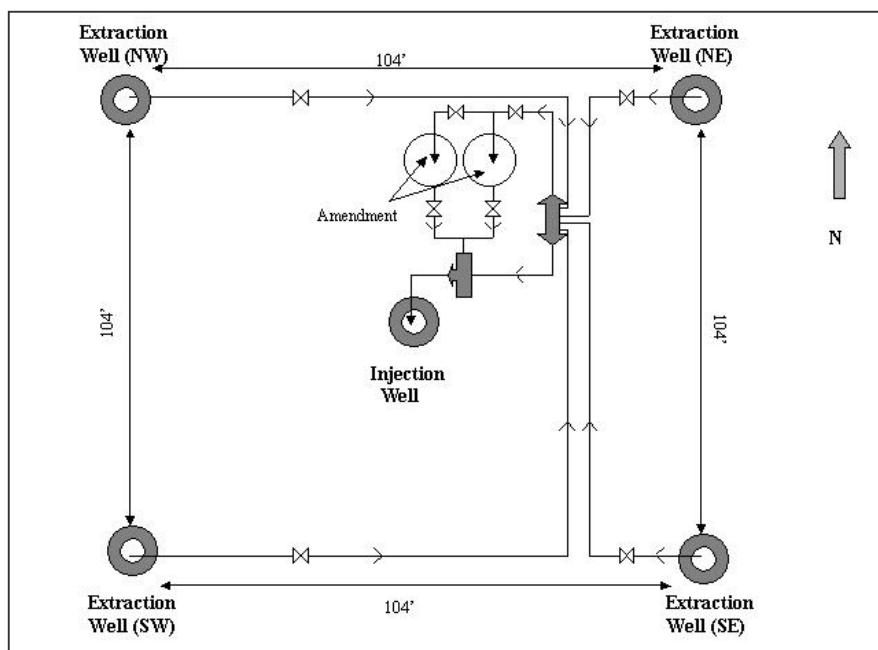 Extraction
Well (NW)
Extraction
Well (NE)
104'
Amendment
N
104'
104'
Injection
Well
Extraction
Well (SW)
104'
Extraction
Well (SE)